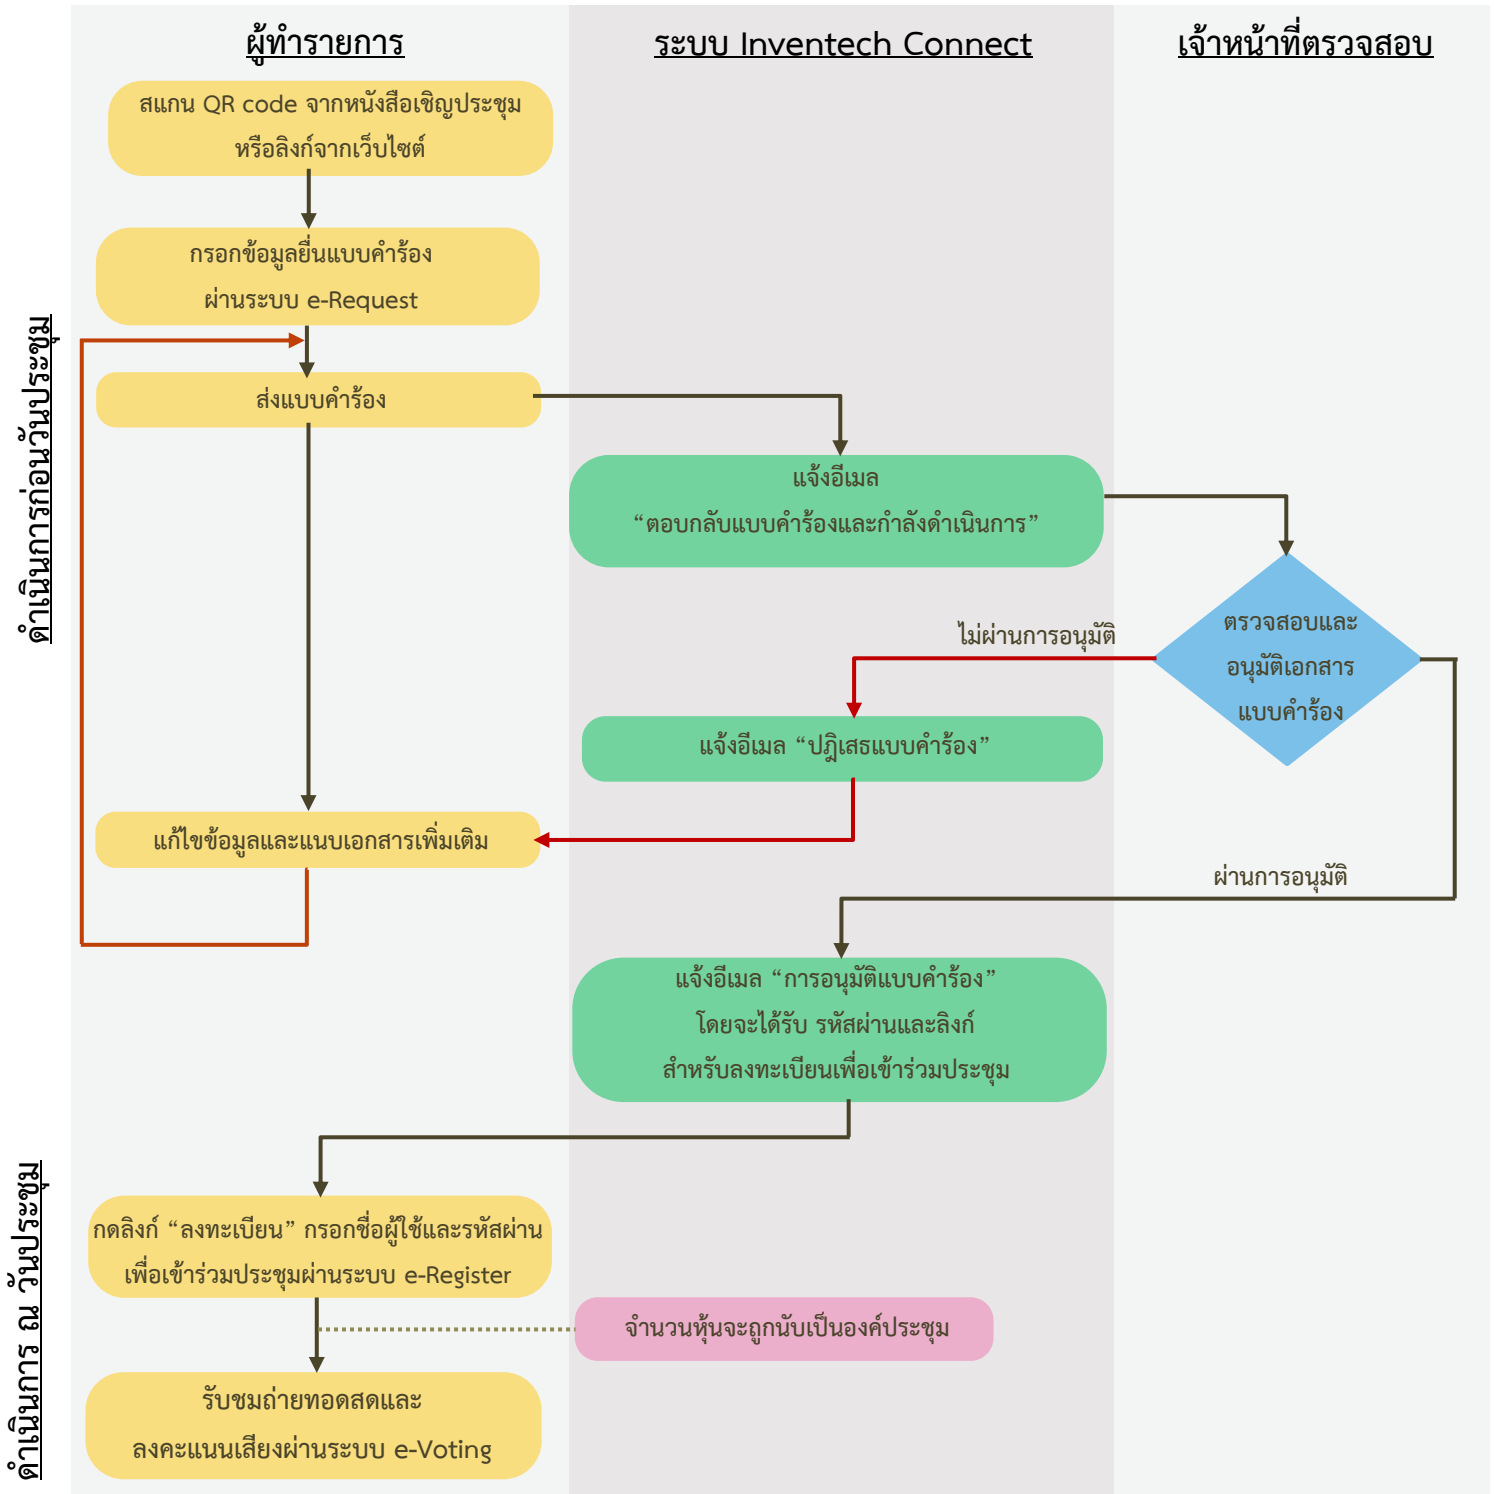 ผู้ทำรายการ
ระบบ Inventech Connect
เจ้าหน้าที่ตรวจสอบ
ดำเนินการก่อนวันประชุม
สแกน QR code จากหนังสือเชิญประชุม
หรือลิงก์จากเว็บไซต์
กรอกข้อมูลยื่นแบบคำร้อง
ผ่านระบบ e-Request
ส่งแบบคำร้อง
แจ้งอีเมล
“ตอบกลับแบบคำร้องและกำลังดำเนินการ”
ตรวจสอบและ
อนุมัติเอกสาร
แบบคำร้อง
ไม่ผ่านการอนุมัติ
แจ้งอีเมล “ปฎิเสธแบบคำร้อง”
แก้ไขข้อมูลและแนบเอกสารเพิ่มเติม
ผ่านการอนุมัติ
แจ้งอีเมล “การอนุมัติแบบคำร้อง”
โดยจะได้รับ รหัสผ่านและลิงก์
สำหรับลงทะเบียนเพื่อเข้าร่วมประชุม
ดำเนินการ ณ วันประชุม
กดลิงก์ “ลงทะเบียน” กรอกชื่อผู้ใช้และรหัสผ่าน
เพื่อเข้าร่วมประชุมผ่านระบบ e-Register
จำนวนหุ้นจะถูกนับเป็นองค์ประชุม
รับชมถ่ายทอดสดและ
ลงคะแนนเสียงผ่านระบบ e-Voting